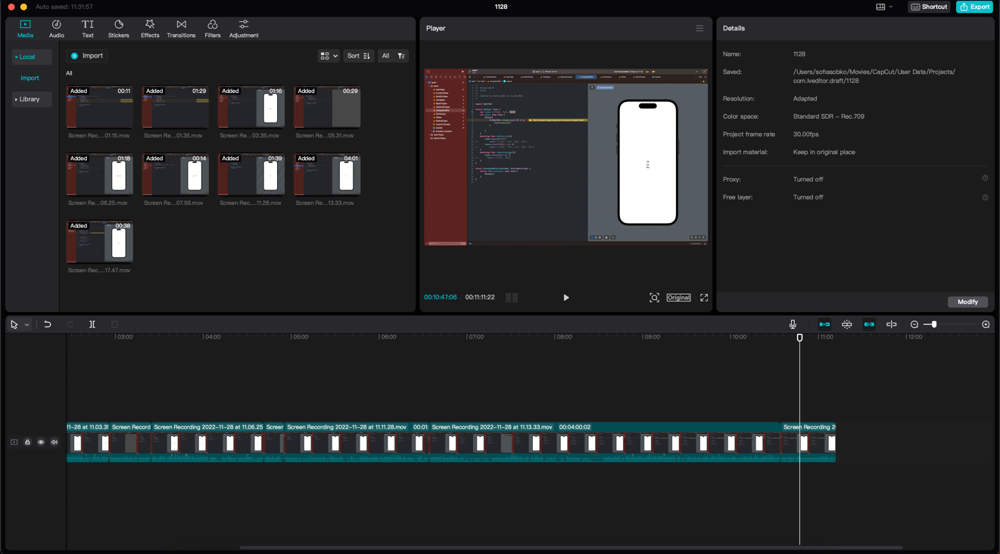 Auto saved: 11:31:57
1128
Shortcut
Export
Media
Audio
Text
Stickers
Effects
Transitions
Filters
Adjustment
Local
Import
Library
Import
Sort
All
All
Added 00:11
Added 01:29
Added 01:16
Added 00:29
Screen Rec....01.15.mov
Screen Re...01.35.mov
Screen Rec...03.35.mov
Screen Re...05.31.mov
Added 01:18
Added 00:14
Added 01:39
Added 04:01
Screen Re...06.25.mov
Screen Re...07.56.mov
Screen Rec....11.28.mov
Screen Rec....13.33.mov
Added 00:38
Screen Rec....17.47.mov
Player
00:10:47:06
00:11:11:22
Original
Details
Name: 1128
Saved: /Users/sofiasobko/Movies/CapCut/User Data/Projects/
com.lveditor.draft/1128
Resolution: Adapted
Color space: Standard SDR – Rec.709
Project frame rate 30.00fps
Import material: Keep in original place
Proxy: Turned off
Free layer: Turned off
Modify
03:00 04:00 05:00 06:00 07:00 08:00 09:00 10:00 11:00 12:00
11-28 at 11.03.35 Screen Record Screen Recording 2022-11-28 at 11.06.25 Screen Screen Recording 2022-11-28 at 11.11.28.mov 00:01: Screen Recording 2022-11-28 at 11.13.33.mov 00:04:00:02 Screen Recording 20